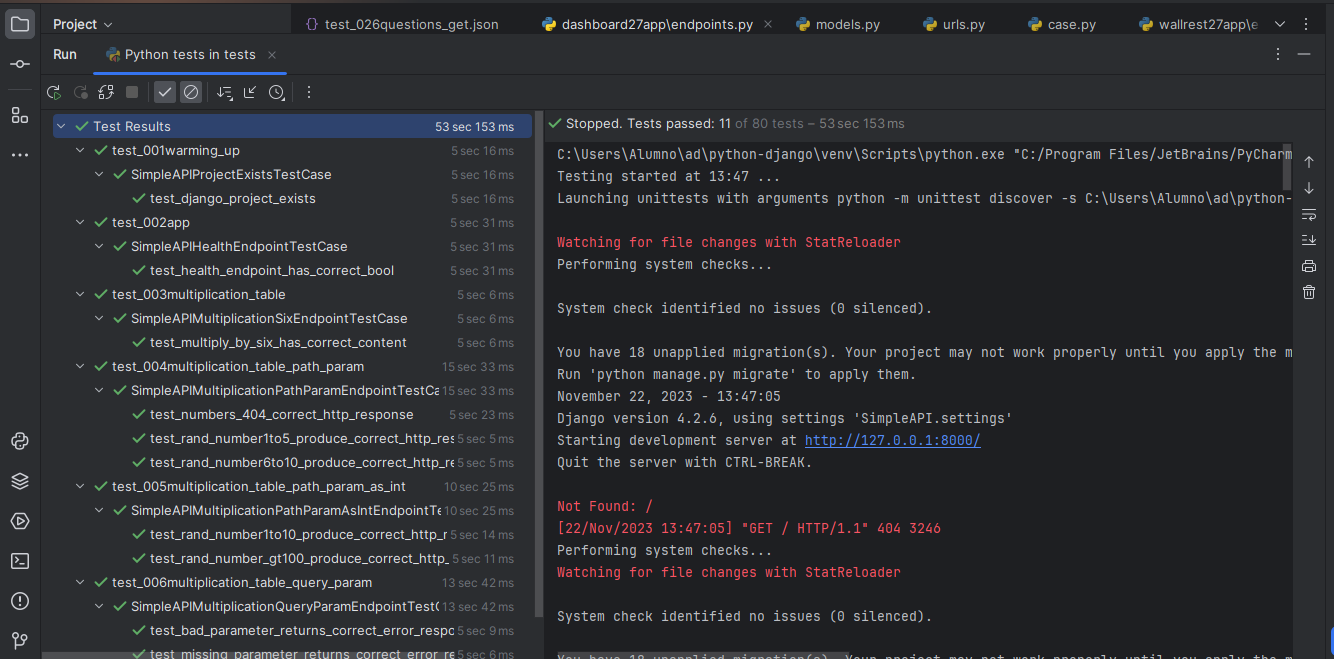 Project
test_026questions_get.json
dashboard27app\endpoints.py
models.py
urls.py
case.py
wallrest27app\e
Run
Python tests in tests
Test Results 53 sec 153 ms
test_001warming_up 5 sec 16 ms
SimpleAPIProjectExistsTestCase 5 sec 16 ms
test_django_project_exists 5 sec 16 ms
test_002app 5 sec 31 ms
SimpleAPIHealthEndpointTestCase 5 sec 31 ms
test_health_endpoint_has_correct_bool 5 sec 31 ms
test_003multiplication_table 5 sec 6 ms
SimpleAPIMultiplicationSixEndpointTestCase 5 sec 6 ms
test_multiply_by_six_has_correct_content 5 sec 6 ms
test_004multiplication_table_path_param 15 sec 33 ms
SimpleAPIMultiplicationPathParamEndpointTestCa 15 sec 33 ms
test_numbers_404_correct_http_response 5 sec 23 ms
test_rand_number1to5_produce_correct_http_res 5 sec 5 ms
test_rand_number6to10_produce_correct_http_re 5 sec 5 ms
test_005multiplication_table_path_param_as_int 10 sec 25 ms
SimpleAPIMultiplicationPathParamAsIntEndpointTe 10 sec 25 ms
test_rand_number1to10_produce_correct_http_r 5 sec 14 ms
test_rand_number_gt100_produce_correct_http_ 5 sec 11 ms
test_006multiplication_table_query_param 13 sec 42 ms
SimpleAPIMultiplicationQueryParamEndpointTestC 13 sec 42 ms
test_bad_parameter_returns_correct_error_respo 5 sec 9 ms
test_missing_parameter_returns_correct_error_re 5 sec 6 ms
Stopped. Tests passed: 11 of 80 tests – 53 sec 153 ms
C:\Users\Alumno\ad\python-django\venv\Scripts\python.exe "C:/Program Files/JetBrains/PyCharm
Testing started at 13:47 ...
Launching unittests with arguments python -m unittest discover -s C:\Users\Alumno\ad\python-
Watching for file changes with StatReloader
Performing system checks...
System check identified no issues (0 silenced).
You have 18 unapplied migration(s). Your project may not work properly until you apply the m
Run 'python manage.py migrate' to apply them.
November 22, 2023 - 13:47:05
Django version 4.2.6, using settings 'SimpleAPI.settings'
Starting development server at http://127.0.0.1:8000/
Quit the server with CTRL-BREAK.
Not Found: /
[22/Nov/2023 13:47:05] "GET / HTTP/1.1" 404 3246
Performing system checks...
Watching for file changes with StatReloader
System check identified no issues (0 silenced).
You have 18 unapplied migration(s). Your project may not work properly until you apply the m